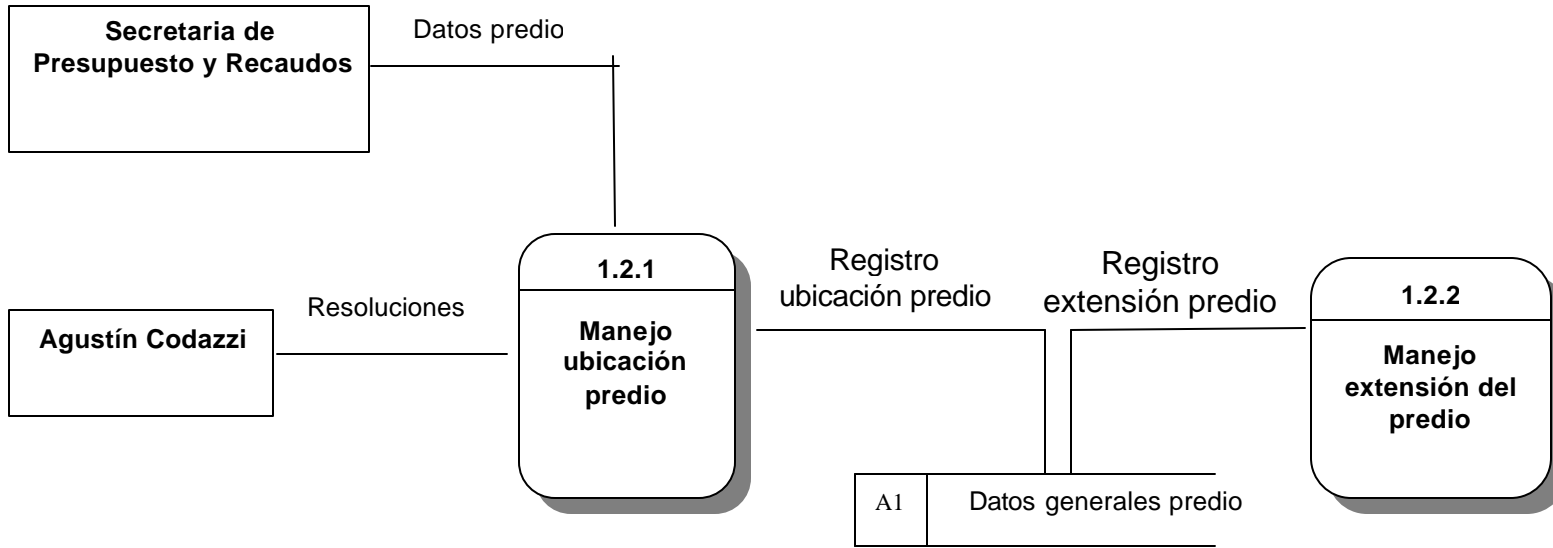 Secretaria de
Presupuesto y Recaudos
Datos predio
Agustín Codazzi
Resoluciones
1.2.1
Manejo
ubicación
predio
Registro
ubicación predio
Registro
extensión predio
1.2.2
Manejo
extensión del
predio
A1
Datos generales predio